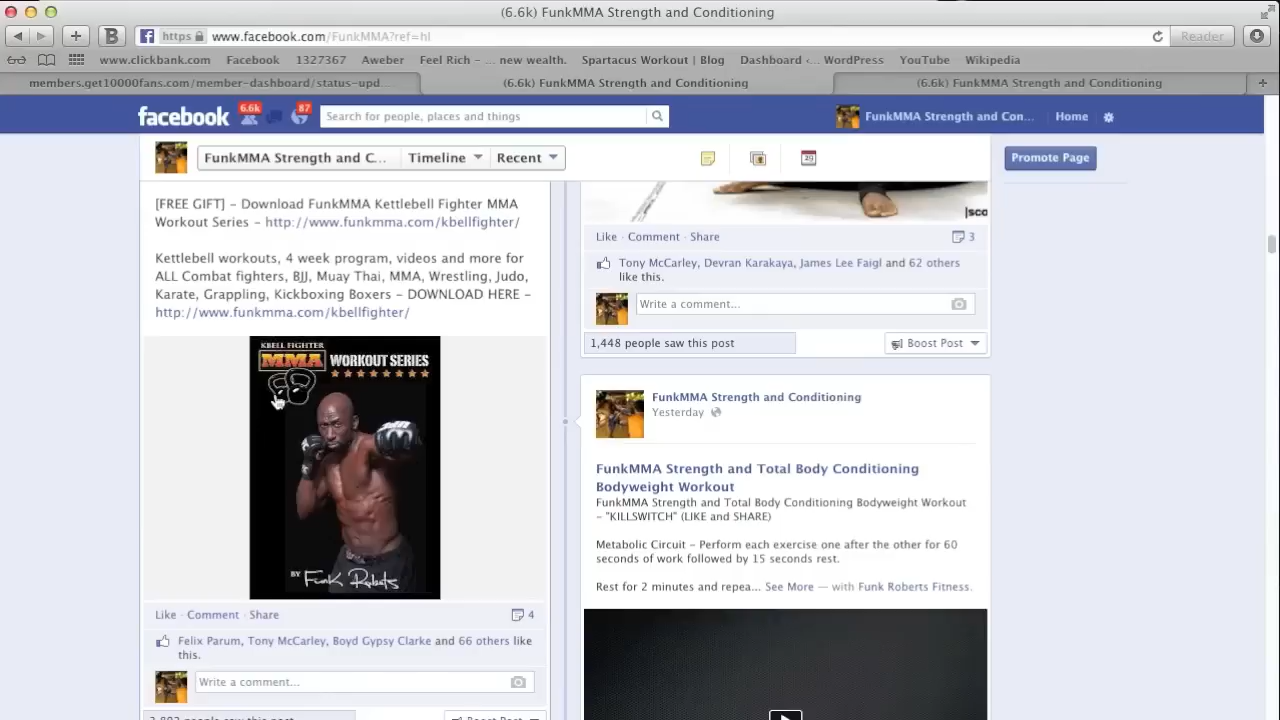 (6.6k) FunkMMA Strength and Conditioning
https www.facebook.com/FunkMMA?ref=hl
Reader
www.clickbank.com Facebook 1327367 Aweber Feel Rich – ... new wealth. Spartacus Workout | Blog Dashboard ‹... WordPress YouTube Wikipedia
members.get10000fans.com/member-dashboard/status-upd... (6.6k) FunkMMA Strength and Conditioning (6.6k) FunkMMA Strength and Conditioning
facebook 6.6k 87 Search for people, places and things FunkMMA Strength and Con... Home
FunkMMA Strength and C... Timeline Recent 29 Promote Page
[FREE GIFT] – Download FunkMMA Kettlebell Fighter MMA
Workout Series – http://www.funkmma.com/kbellfighter/
Kettlebell workouts, 4 week program, videos and more for
ALL Combat fighters, BJJ, Muay Thai, MMA, Wrestling, Judo,
Karate, Grappling, Kickboxing Boxers – DOWNLOAD HERE –
http://www.funkmma.com/kbellfighter/
KBELL FIGHTER
MMA WORKOUT SERIES
BY Funk Roberts
Like · Comment · Share 4
Felix Parum, Tony McCarley, Boyd Gypsy Clarke and 66 others like
this.
Write a comment...
Boost Post
|sco
Like · Comment · Share 3
Tony McCarley, Devran Karakaya, James Lee Faigl and 62 others
like this.
Write a comment...
1,448 people saw this post Boost Post
FunkMMA Strength and Conditioning
Yesterday
FunkMMA Strength and Total Body Conditioning
Bodyweight Workout
FunkMMA Strength and Total Body Conditioning Bodyweight Workout
– "KILLSWITCH" (LIKE and SHARE)
Metabolic Circuit – Perform each exercise one after the other for 60
seconds of work followed by 15 seconds rest.
Rest for 2 minutes and repea... See More — with Funk Roberts Fitness.